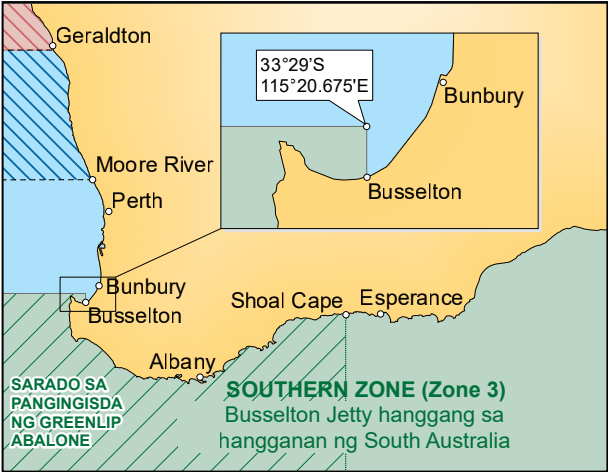 Geraldton
33°29'S
115°20.675'E
Bunbury
Busselton
Moore River
Perth
Bunbury
Busselton
Shoal Cape
Esperance
Albany
SARADO SA
PANGINGISDA
NG GREENLIP
ABALONE
SOUTHERN ZONE (Zone 3)
Busselton Jetty hanggang sa
hangganan ng South Australia